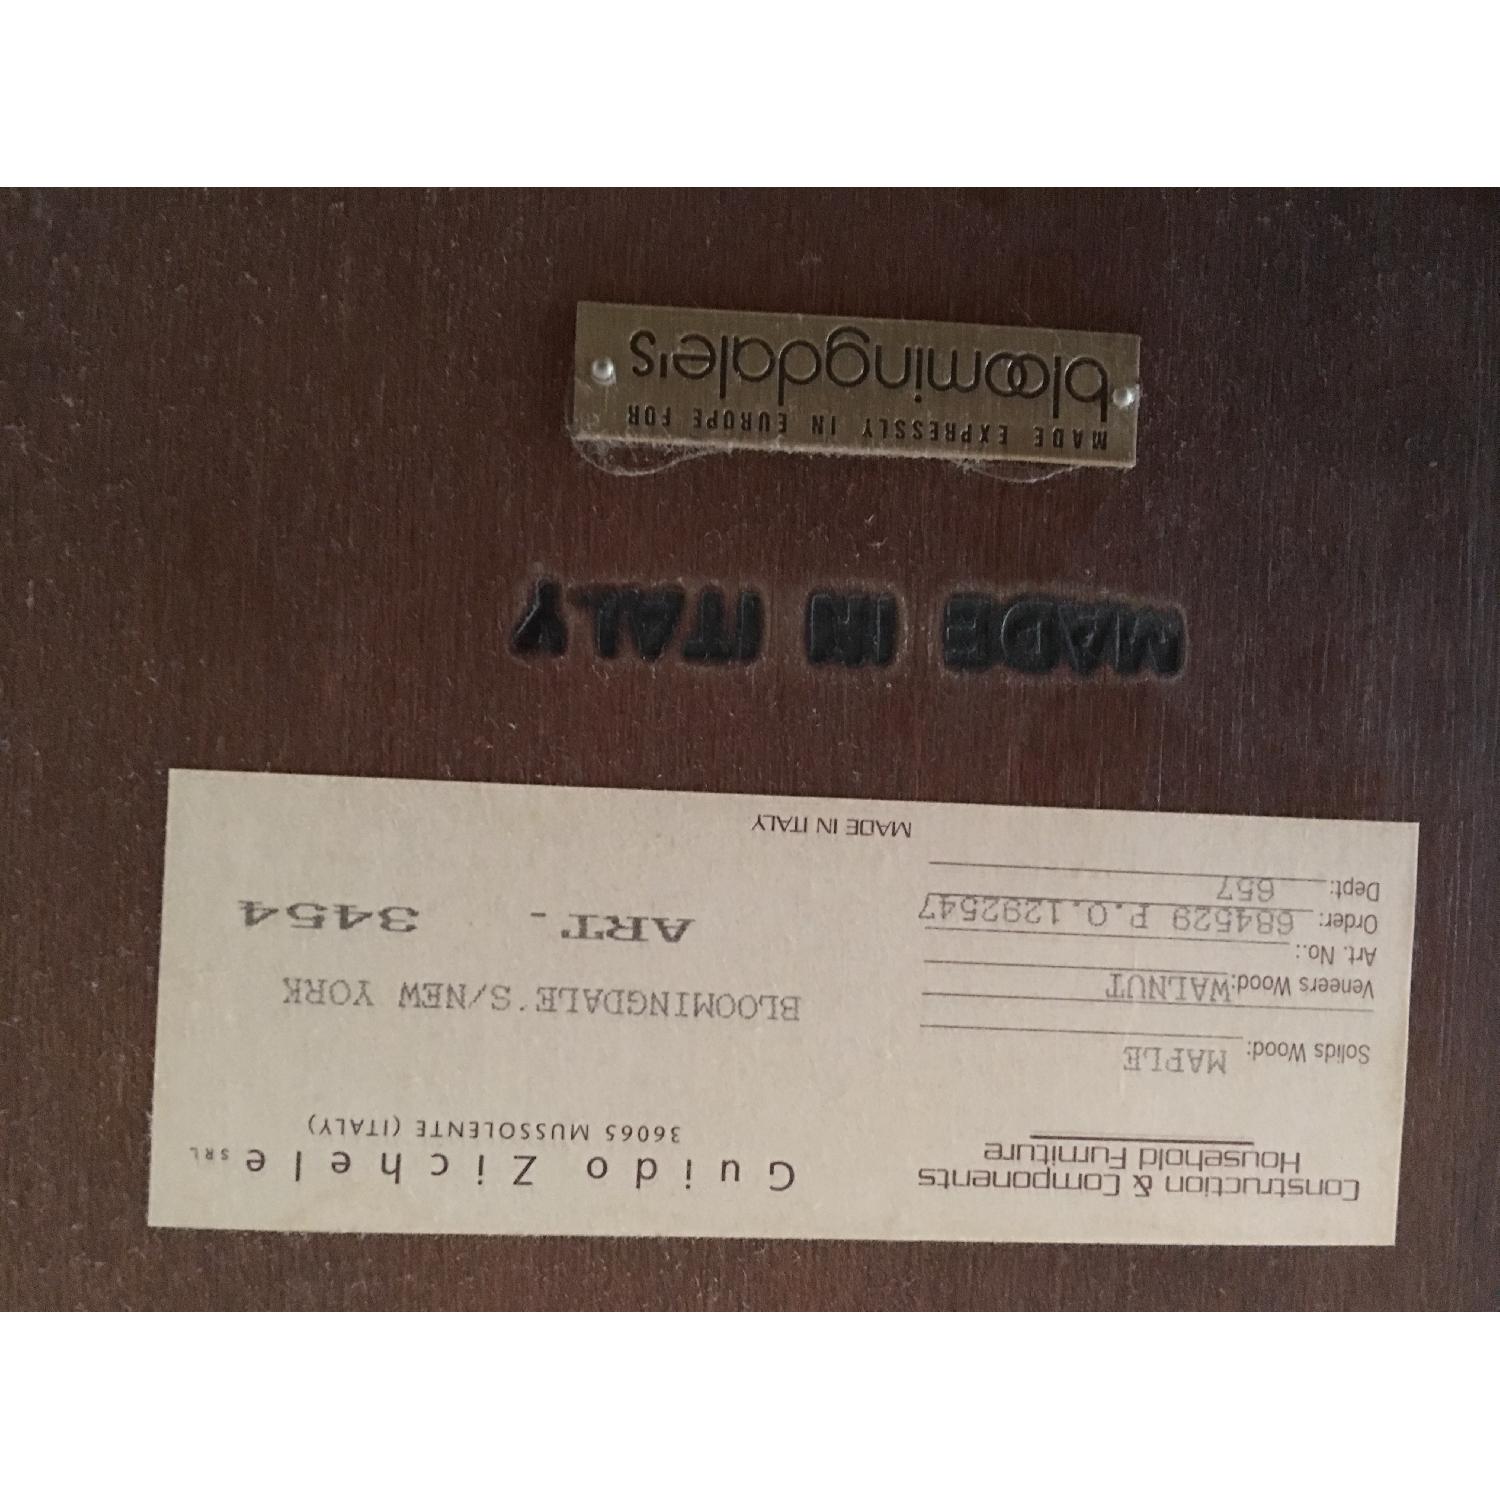 Construction & Components
Household Furniture
Guido Zichele SRL
36065 MUSSOLENTE (ITALY)
Solids Wood: MAPLE
Veneers Wood: WALNUT
Art. No.:
Order: 684529 P.O.1292547
Dept: 657
BLOOMINGDALE'S/NEW YORK
ART - 3454
MADE IN ITALY
MADE IN ITALY
MADE EXPRESSLY IN EUROPE FOR
bloomingdale's